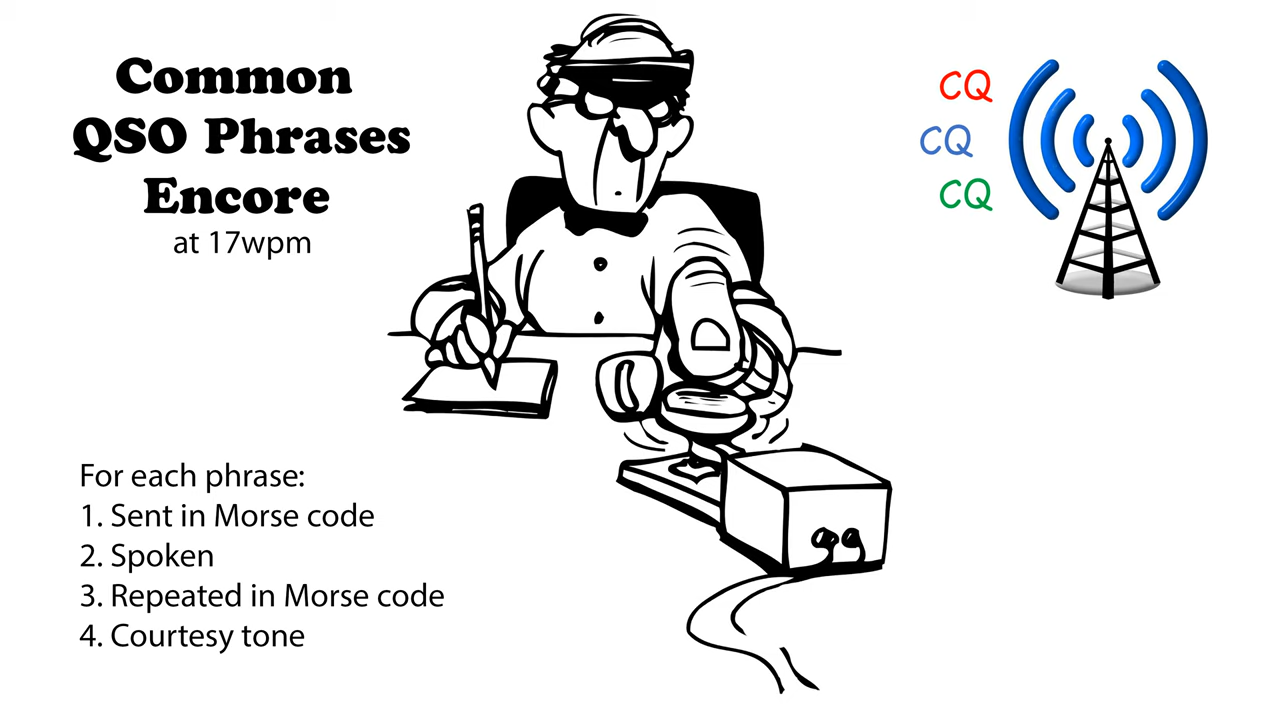 Common
QSO Phrases
Encore
at 17wpm
CQ
CQ
CQ
For each phrase:
1. Sent in Morse code
2. Spoken
3. Repeated in Morse code
4. Courtesy tone